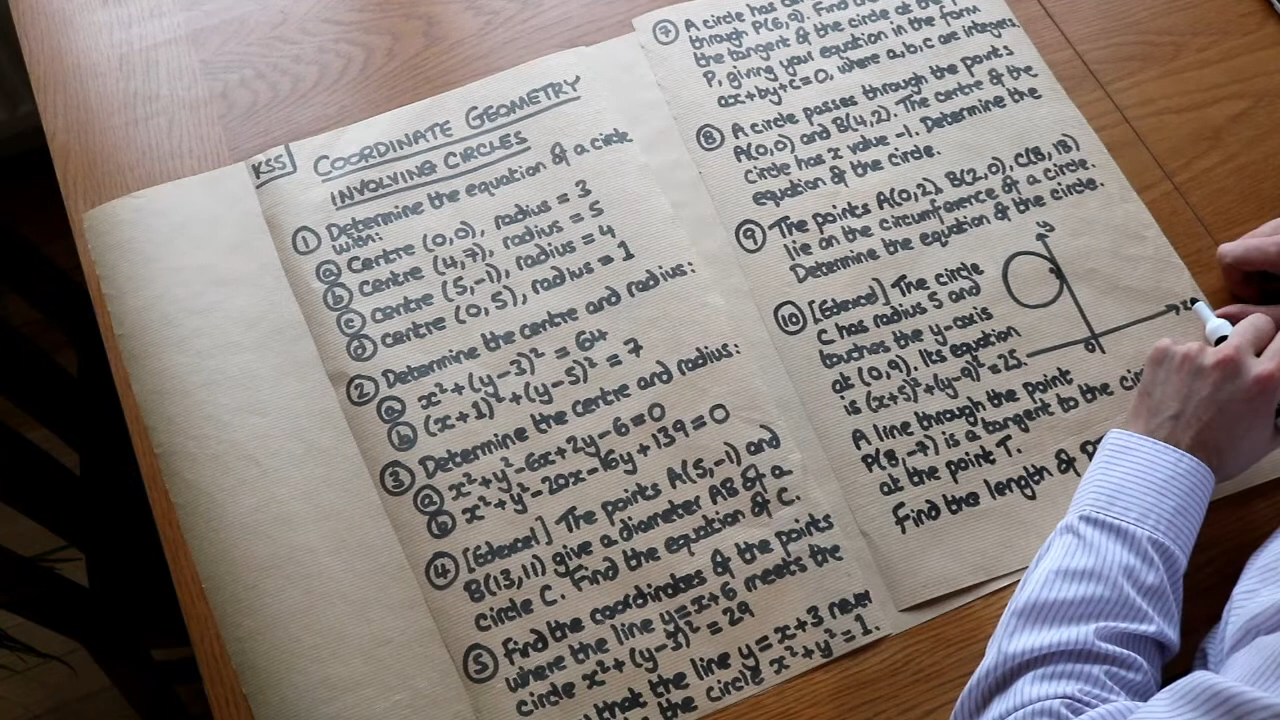 KS5
COORDINATE GEOMETRY
INVOLVING CIRCLES
① Determine the equation of a circle
with:
ⓐ Centre (0,0), radius = 3
ⓑ centre (4,7), radius = 5
ⓒ centre (5,-1), radius = 4
ⓓ centre (0,5), radius = 1
② Determine the centre and radius:
ⓐ x² + (y-3)² = 64
ⓑ (x+1)² + (y-5)² = 7
③ Determine the centre and radius:
ⓐ x²+y²-6x+2y-6=0
ⓑ x²+y²-20x-16y+139=0
④ [Edexcel] The points A(5,-1) and
B(13,11) give a diameter AB of a
circle C. Find the equation of C.
⑤ Find the coordinates of the points
where the line y=x+6 meets the
circle x²+(y-3)² = 29
that the line y=x+3 never
the circle x²+y²=1.
⑦ A circle has
through P(6,9). Find the
the tangent of the circle at the
P, giving your equation in the form
ax+by+c=0, where a,b,c are integers.
⑧ A circle passes through the points
A(0,0) and B(4,2). The centre of the
circle has x value -1. Determine the
equation of the circle.
⑨ The points A(0,2), B(2,0), C(8,18)
lie on the circumference of a circle.
Determine the equation of the circle.
⑩ [Edexcel] The circle
C has radius 5 and
touches the y-axis
at (0,9). Its equation
is (x+5)²+(y-9)²=25.
A line through the point
P(8,-7) is a tangent to the
at the point T.
Find the length of
y
x
O